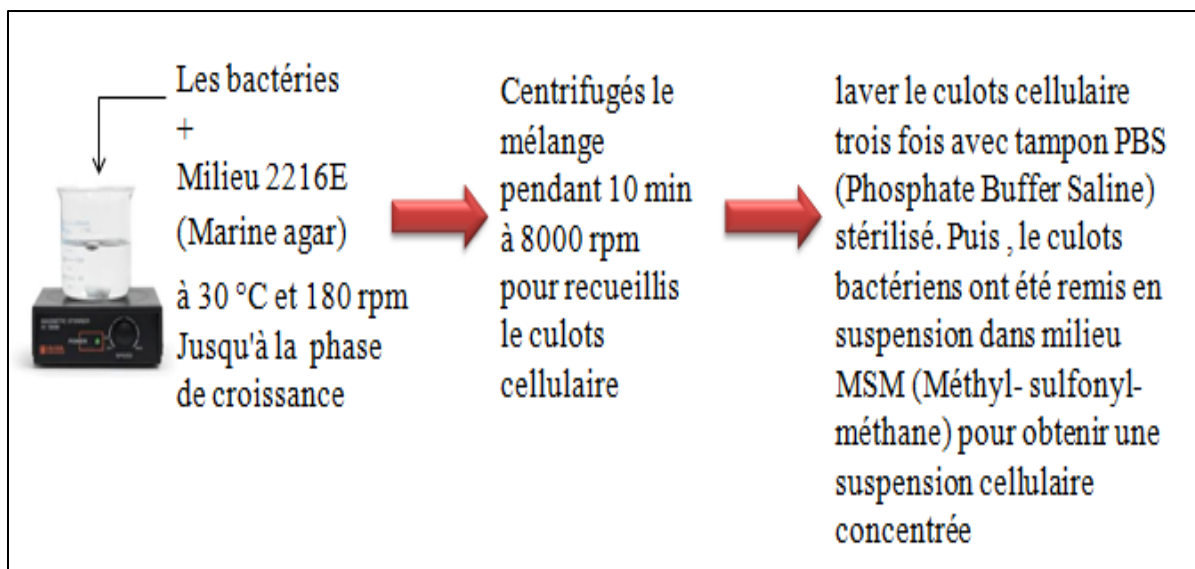 Les bactéries
+
Milieu 2216E
(Marine agar)
à 30 °C et 180 rpm
Jusqu'à la phase
de croissance
Centrifugés le
mélange
pendant 10 min
à 8000 rpm
pour recueillis
le culots
cellulaire
laver le culots cellulaire
trois fois avec tampon PBS
(Phosphate Buffer Saline)
stérilisé. Puis , le culots
bactériens ont été remis en
suspension dans milieu
MSM (Méthyl- sulfonyl-
méthane) pour obtenir une
suspension cellulaire
concentrée
POWER
SPEED